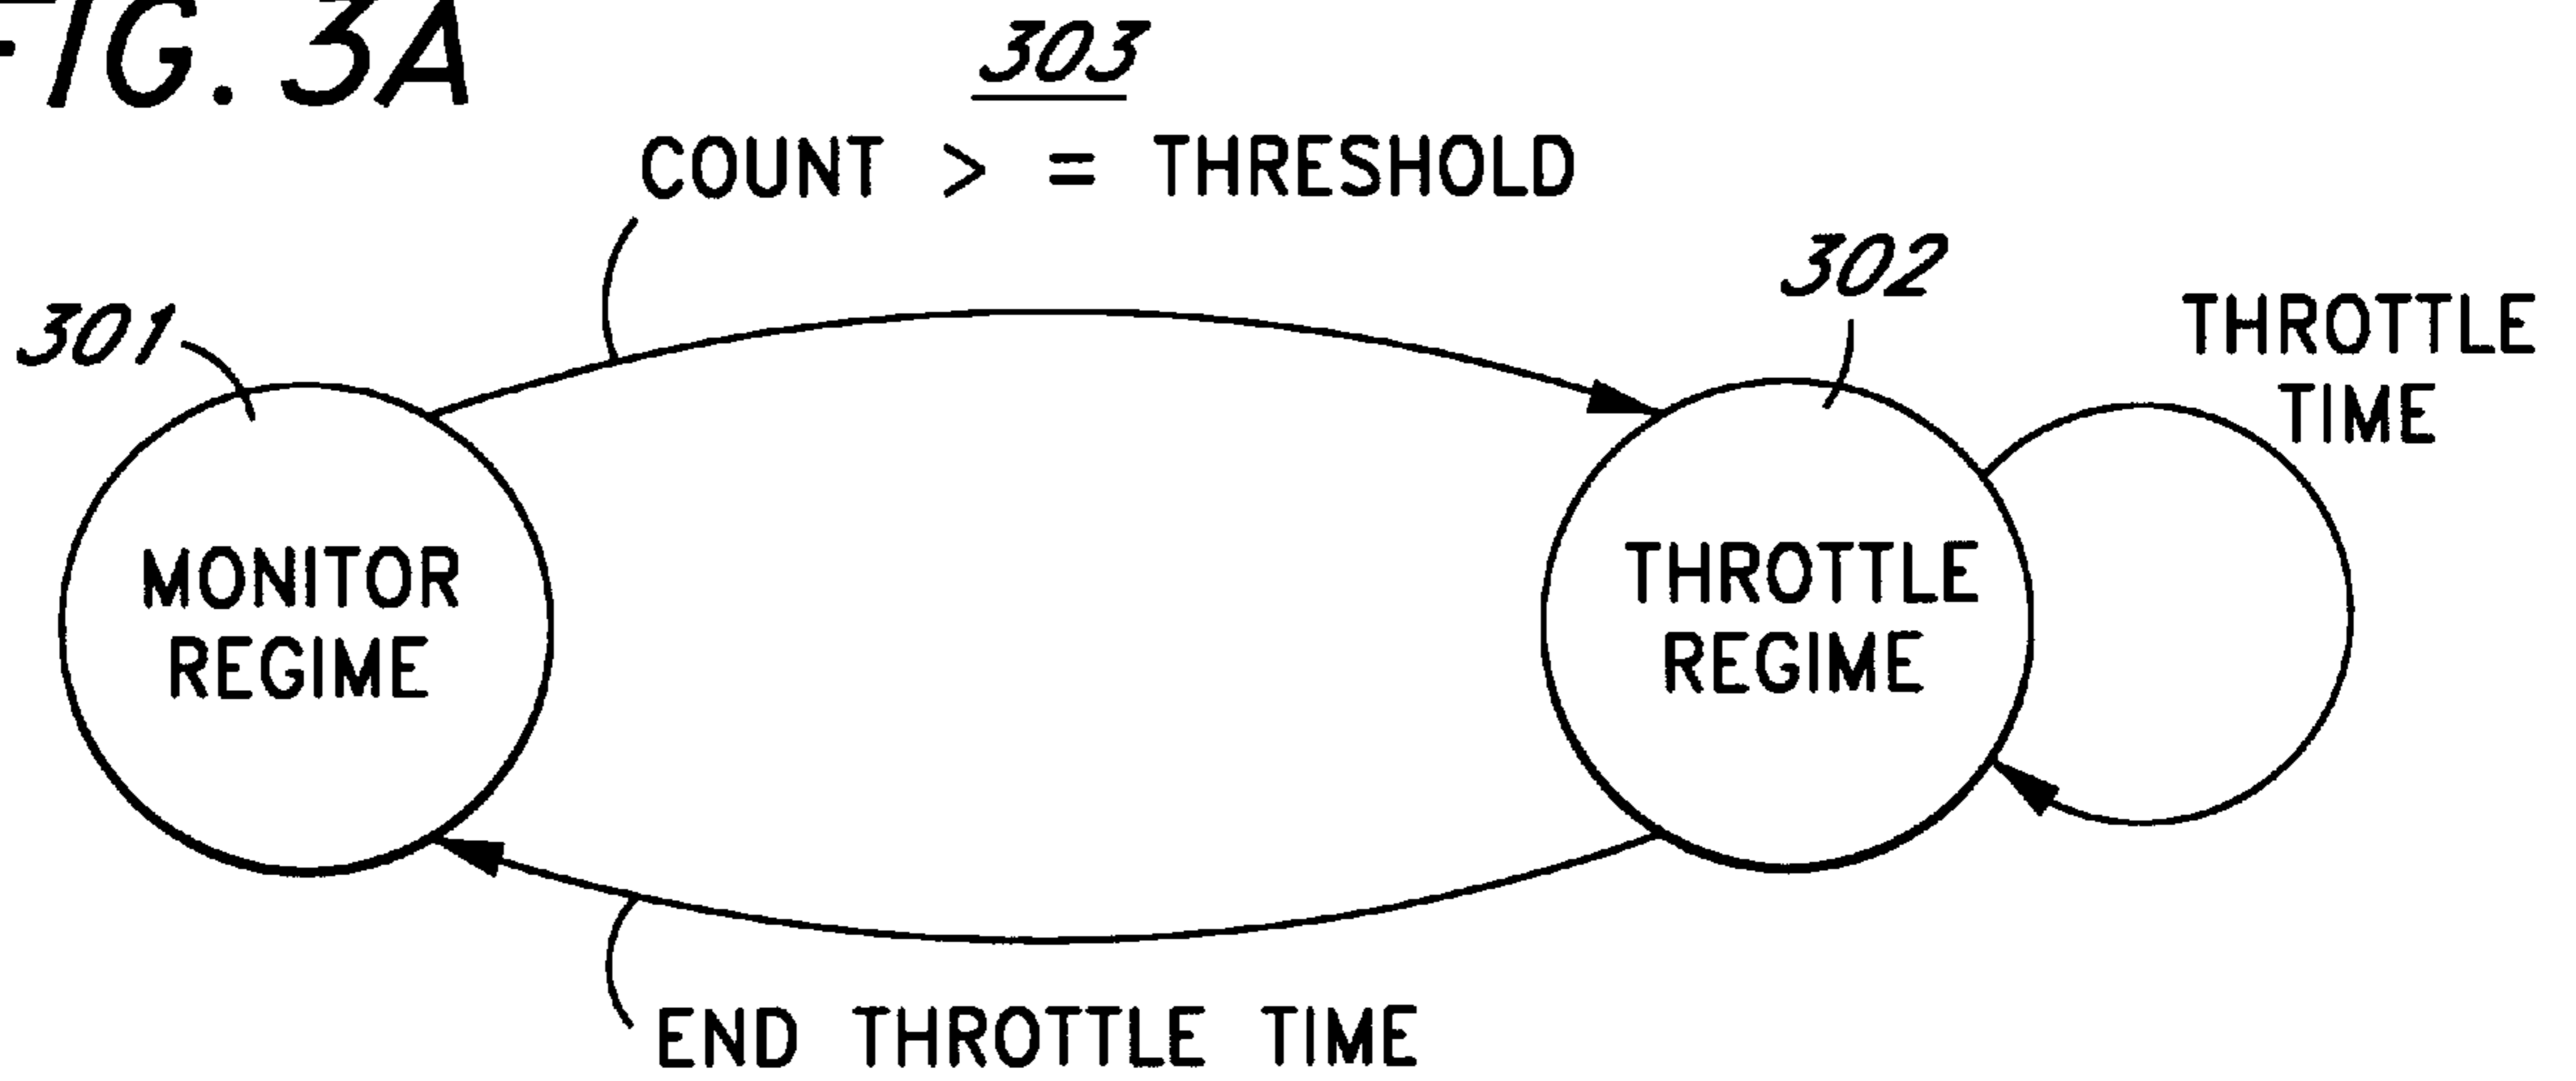 FIG. 3A
303
COUNT > = THRESHOLD
302
301
THROTTLE
TIME
MONITOR
REGIME
THROTTLE
REGIME
END THROTTLE TIME